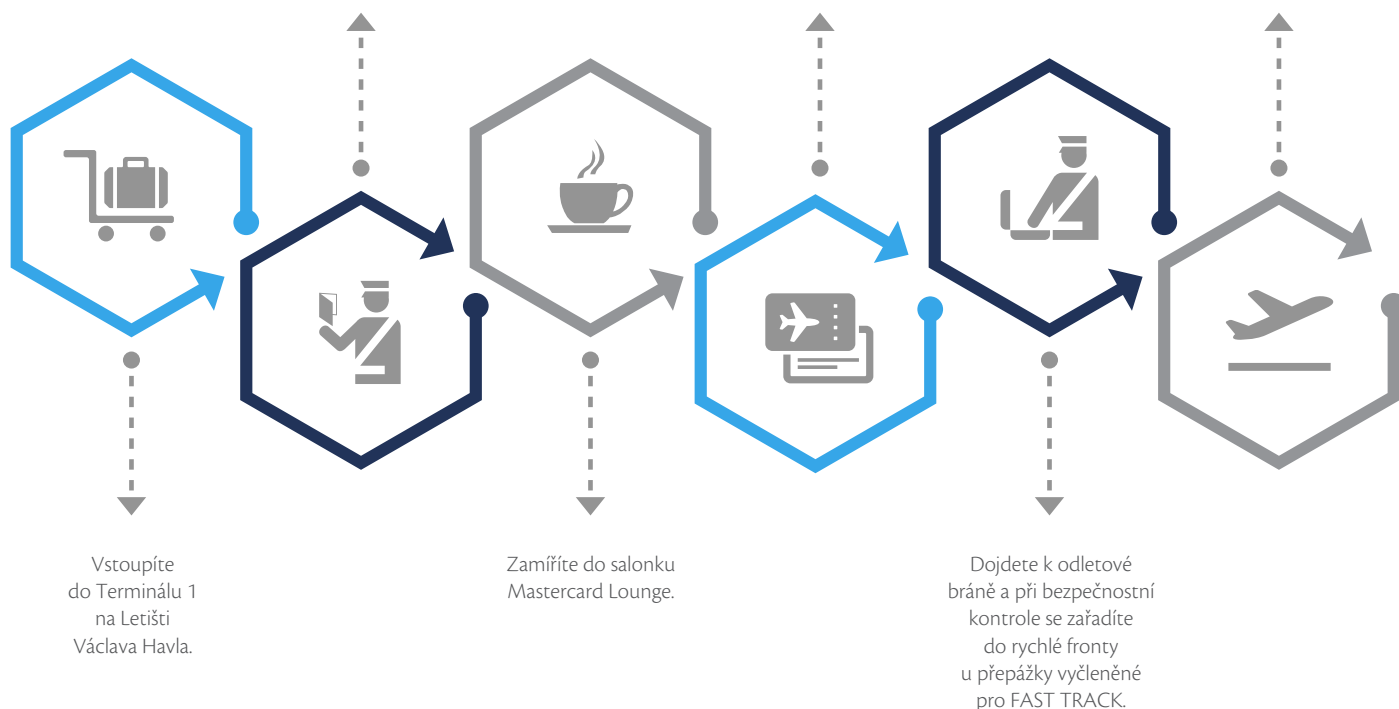 Vstoupíte
do Terminálu 1
na Letišti
Václava Havla.
Zamíříte do salonku
Mastercard Lounge.
Dojdete k odletové
bráně a při bezpečnostní
kontrole se zařadíte
do rychlé fronty
u přepážky vyčleněné
pro FAST TRACK.